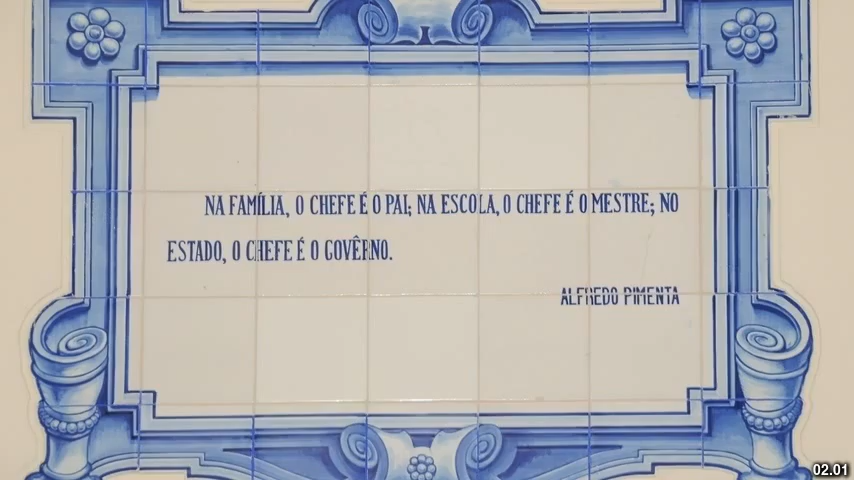 NA FAMÍLIA, O CHEFE É O PAI; NA ESCOLA, O CHEFE É O MESTRE; NO
ESTADO, O CHEFE É O GOVÊRNO.
ALFREDO PIMENTA
02.01